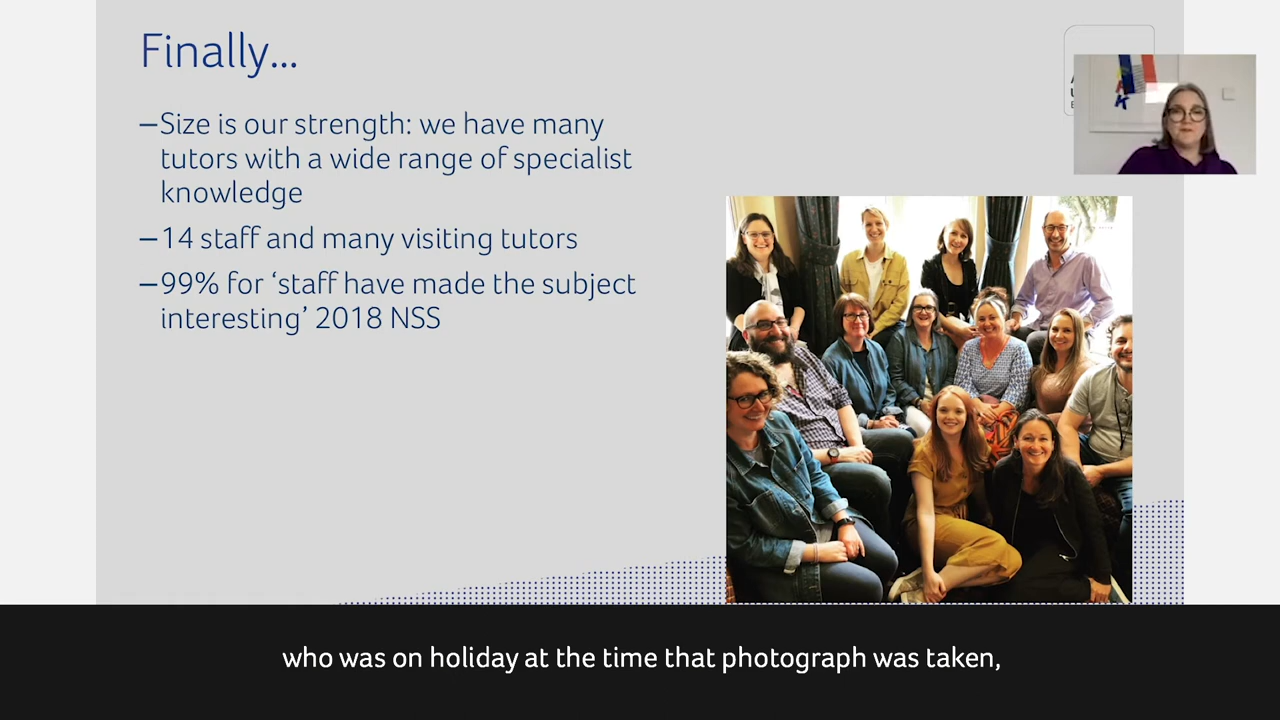 Finally...
–Size is our strength: we have many
tutors with a wide range of specialist
knowledge
–14 staff and many visiting tutors
–99% for ‘staff have made the subject
interesting’ 2018 NSS
who was on holiday at the time that photograph was taken,